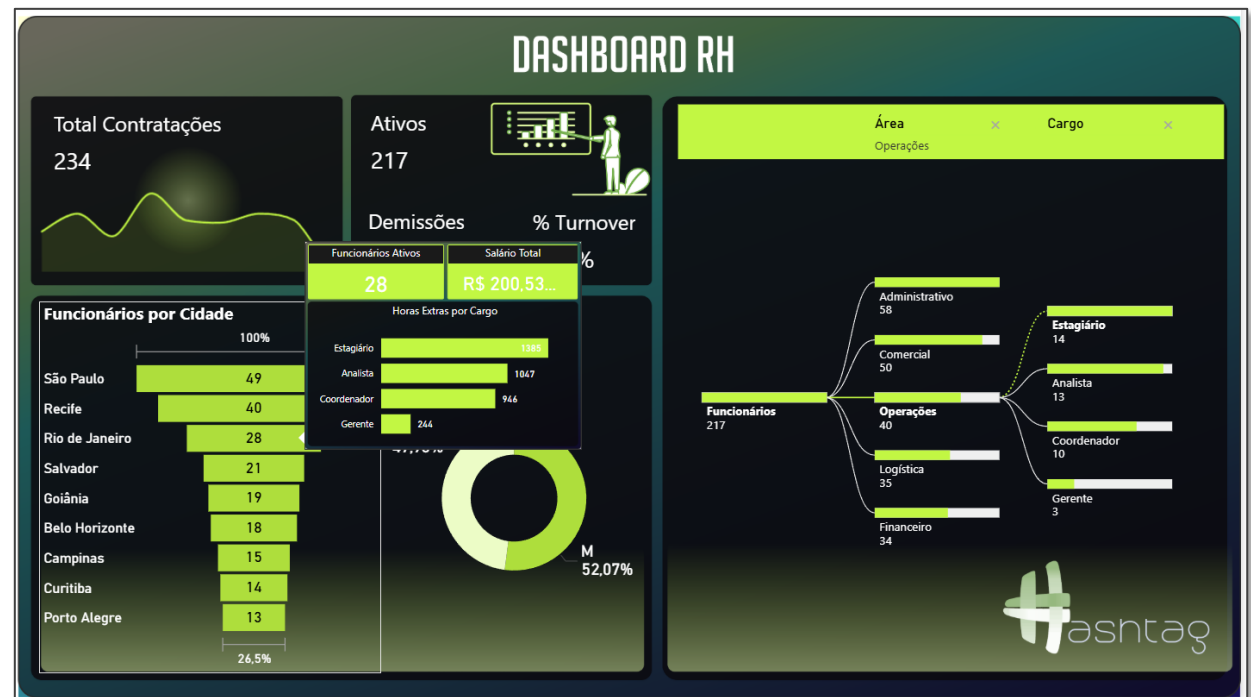 DASHBOARD RH
Total Contratações
234
Ativos
217
Demissões
% Turnover
%
Funcionários Ativos
28
Salário Total
R$ 200,53...
Horas Extras por Cargo
Estagiário 1385
Analista 1047
Coordenador 946
Gerente 244
Funcionários por Cidade
100%
São Paulo 49
Recife 40
Rio de Janeiro 28
Salvador 21
Goiânia 19
Belo Horizonte 18
Campinas 15
Curitiba 14
Porto Alegre 13
26,5%
M
52,07%
Área
Operações
Cargo
Funcionários
217
Administrativo
58
Comercial
50
Operações
40
Logística
35
Financeiro
34
Estagiário
14
Analista
13
Coordenador
10
Gerente
3
Hashtag